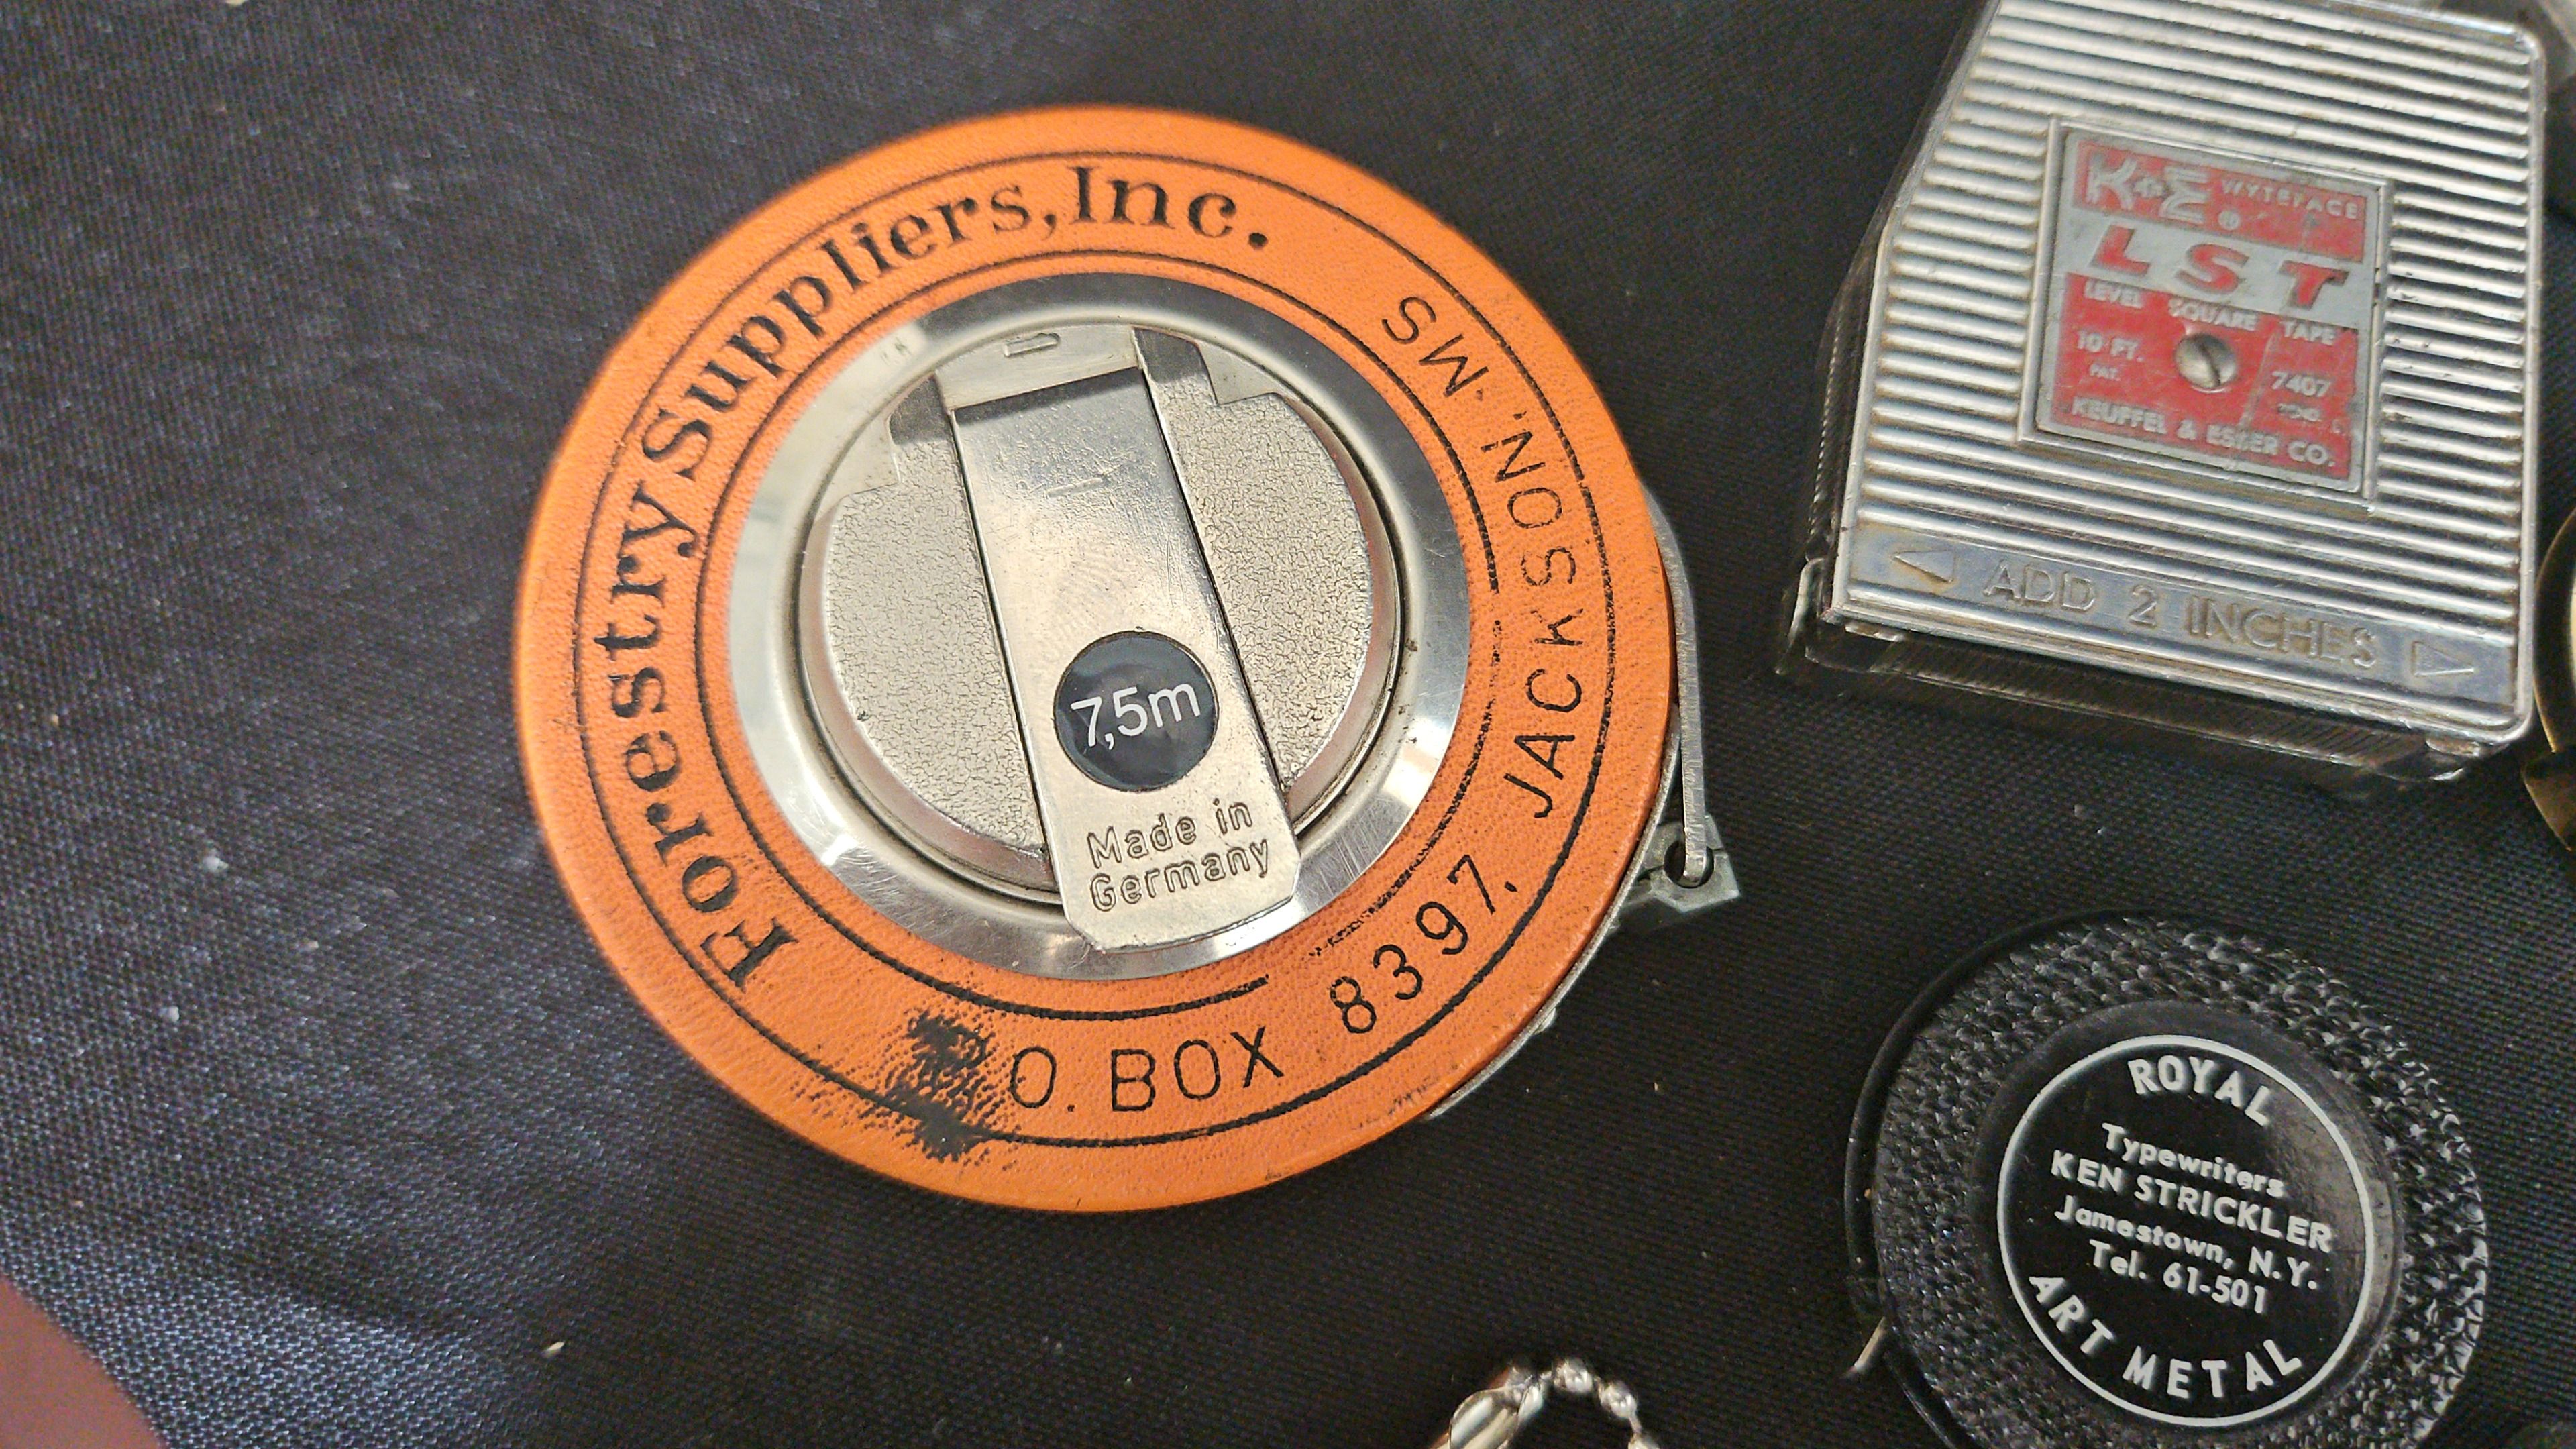 Forestry Suppliers, Inc.
O. BOX 8397, JACKSON, MS
7,5m
Made in
Germany
K+E WYTEFACE
LST
LEVEL SQUARE TAPE
10 FT. 7407
PAT.
KEUFFEL & ESSER CO.
ADD 2 INCHES
ROYAL
Typewriters
KEN STRICKLER
Jamestown, N.Y.
Tel. 61-501
ART METAL